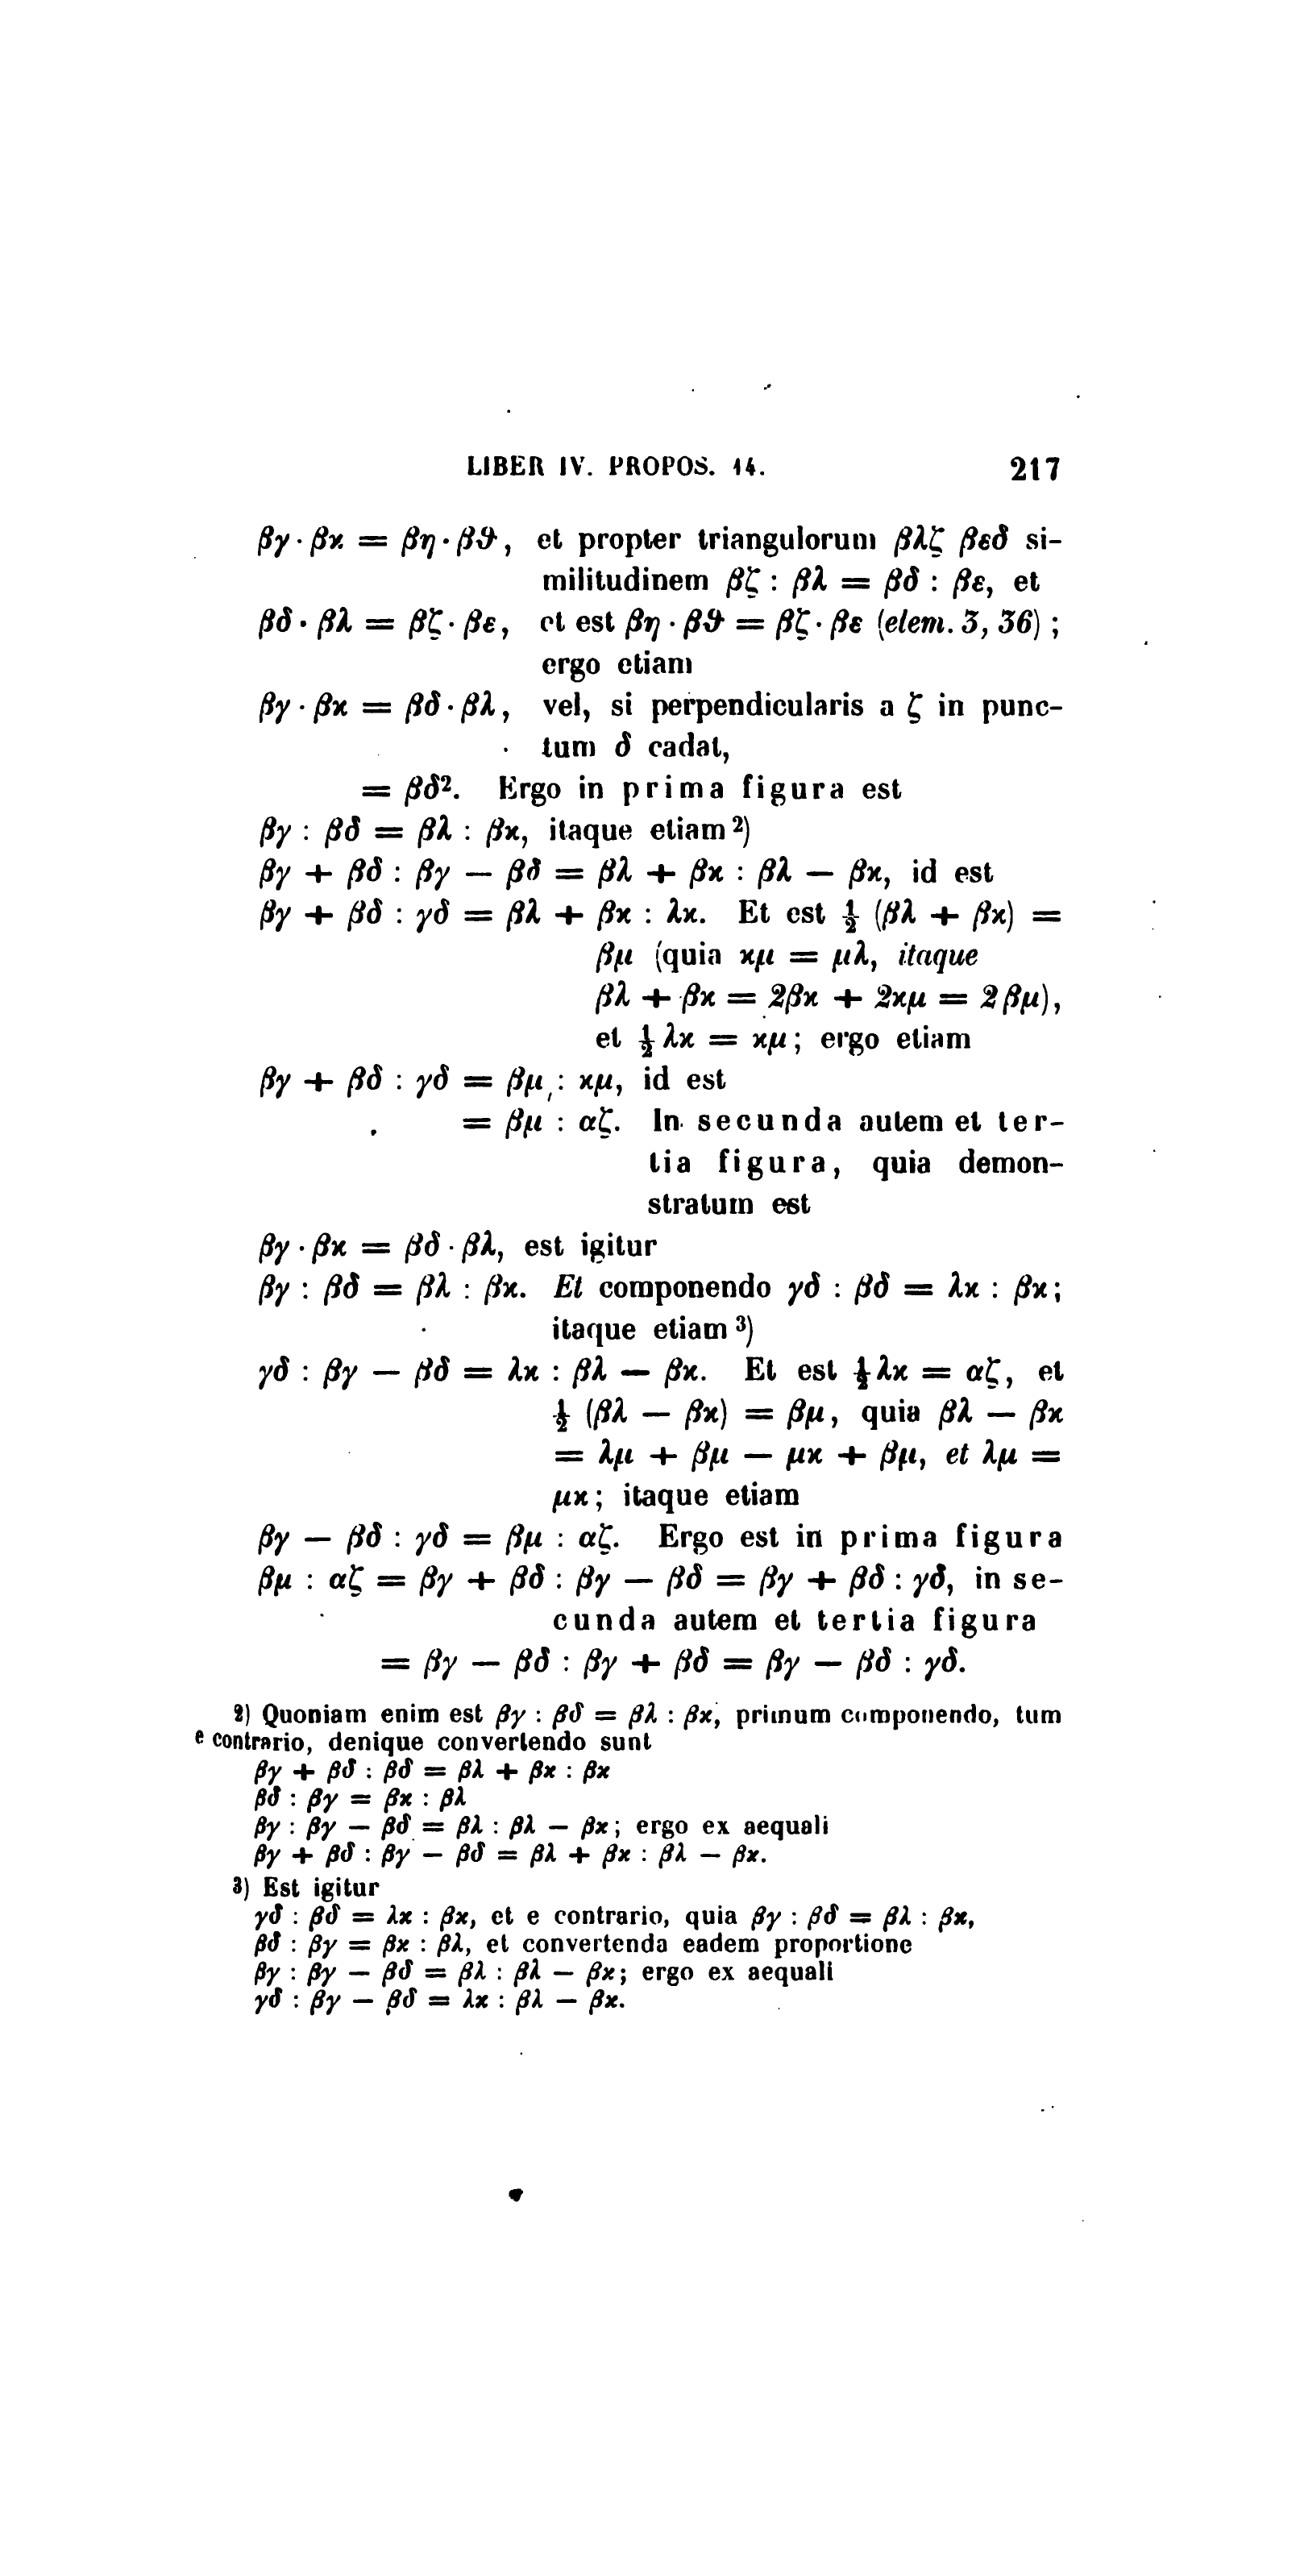 LIBER IV. PROPOS. 14. 217
βγ · βκ = βη · βϑ, et propter triangulorum βλζ βεδ si-
militudinem βζ : βλ = βδ : βε, et
βδ · βλ = βζ · βε, et est βη · βϑ = βζ · βε (elem. 3, 36) ;
ergo etiam
βγ · βκ = βδ · βλ, vel, si perpendicularis a ζ in punc-
tum δ cadat,
= βδ². Ergo in prima figura est
βγ : βδ = βλ : βκ, itaque etiam ²)
βγ + βδ : βγ — βδ = βλ + βκ : βλ — βκ, id est
βγ + βδ : γδ = βλ + βκ : λκ. Et est ½ (βλ + βκ) =
βμ (quia κμ = μλ, itaque
βλ + βκ = 2βκ + 2κμ = 2βμ),
et ½ λκ = κμ; ergo etiam
βγ + βδ : γδ = βμ : κμ, id est
= βμ : αζ. In secunda autem et ter-
tia figura, quia demon-
stratum est
βγ · βκ = βδ · βλ, est igitur
βγ : βδ = βλ : βκ. Et componendo γδ : βδ = λκ : βκ;
itaque etiam ³)
γδ : βγ — βδ = λκ : βλ — βκ. Et est ½λκ = αζ, et
½ (βλ — βκ) = βμ, quia βλ — βκ
= λμ + βμ — μκ + βμ, et λμ =
μκ; itaque etiam
βγ — βδ : γδ = βμ : αζ. Ergo est in prima figura
βμ : αζ = βγ + βδ : βγ — βδ = βγ + βδ : γδ, in se-
cunda autem et tertia figura
= βγ — βδ : βγ + βδ = βγ — βδ : γδ.
2) Quoniam enim est βγ : βδ = βλ : βκ, primum componendo, tum
e contrario, denique convertendo sunt
βγ + βδ : βδ = βλ + βκ : βκ
βδ : βγ = βκ : βλ
βγ : βγ — βδ = βλ : βλ — βκ; ergo ex aequali
βγ + βδ : βγ — βδ = βλ + βκ : βλ — βκ.
3) Est igitur
γδ : βδ = λκ : βκ, et e contrario, quia βγ : βδ = βλ : βκ,
βδ : βγ = βκ : βλ, et convertenda eadem proportione
βγ : βγ — βδ = βλ : βλ — βκ; ergo ex aequali
γδ : βγ — βδ = λκ : βλ — βκ.